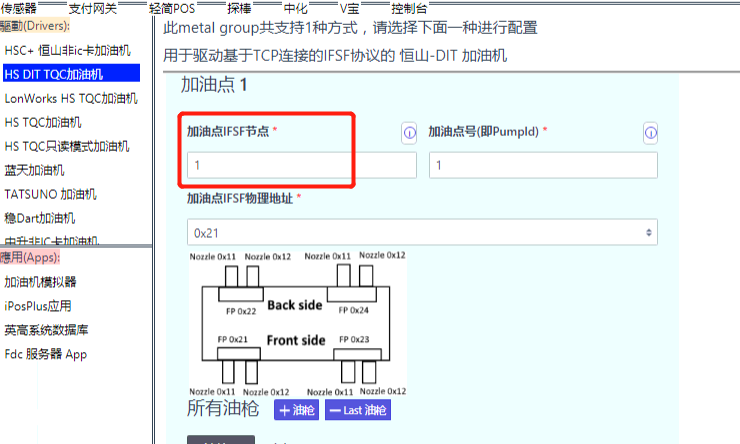 传感器 支付网关 轻简POS 探棒 中化 V宝 控制台
驅動(Drivers):
HSC+ 恒山非ic卡加油机
HS DIT TQC加油机
LonWorks HS TQC加油机
HS TQC加油机
HS TQC只读模式加油机
蓝天加油机
TATSUNO 加油机
稳Dart加油机
中升非IC卡加油机
應用(Apps):
加油机模拟器
iPosPlus应用
英高系统数据库
Fdc 服务器 App
此metal group共支持1种方式，请选择下面一种进行配置
用于驱动基于TCP连接的IFSF协议的 恒山-DIT 加油机
加油点 1
加油点IFSF节点 *
加油点号(即PumpId) *
1
1
加油点IFSF物理地址 *
0x21
Nozzle 0x11 Nozzle 0x12 Nozzle 0x11 Nozzle 0x12
Back side
FP 0x22 FP 0x24
Front side
FP 0x21 FP 0x23
Nozzle 0x11 Nozzle 0x12 Nozzle 0x11 Nozzle 0x12
所有油枪
+ 油枪
− Last 油枪